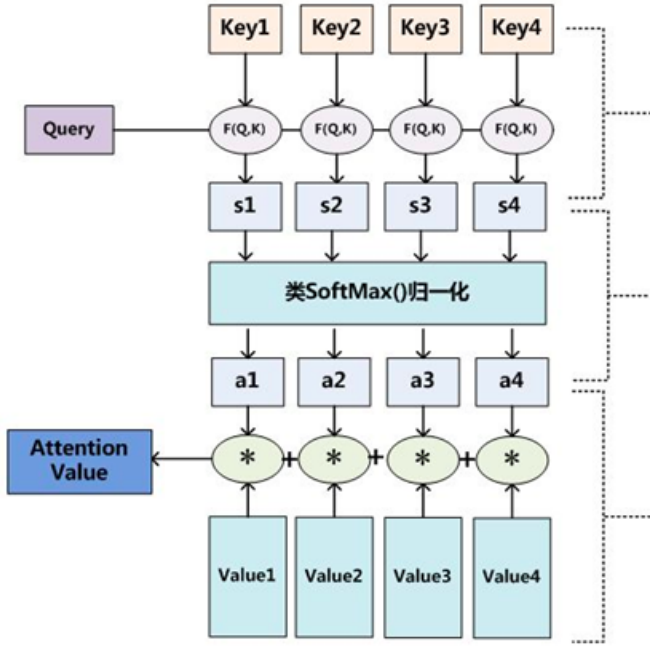 Key1 Key2 Key3 Key4
Query F(Q,K) F(Q,K) F(Q,K) F(Q,K)
s1 s2 s3 s4
类SoftMax()归一化
a1 a2 a3 a4
Attention
Value
* + * + * + *
Value1 Value2 Value3 Value4